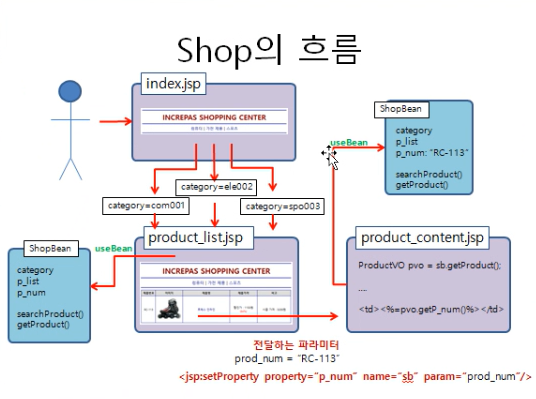 Shop의 흐름
index.jsp
INCREPAS SHOPPING CENTER
컴퓨터 | 가전 제품 | 스포츠
category=com001
category=ele002
category=spo003
ShopBean
category
p_list
p_num: "RC-113"
searchProduct()
getProduct()
useBean
product_list.jsp
INCREPAS SHOPPING CENTER
컴퓨터 | 가전 제품 | 스포츠
ShopBean
category
p_list
p_num
searchProduct()
getProduct()
useBean
product_content.jsp
ProductVO pvo = sb.getProduct();
....
<td><%=pvo.getP_num()%></td>
전달하는 파라미터
prod_num = "RC-113"
<jsp:setProperty property="p_num" name="sb" param="prod_num"/>